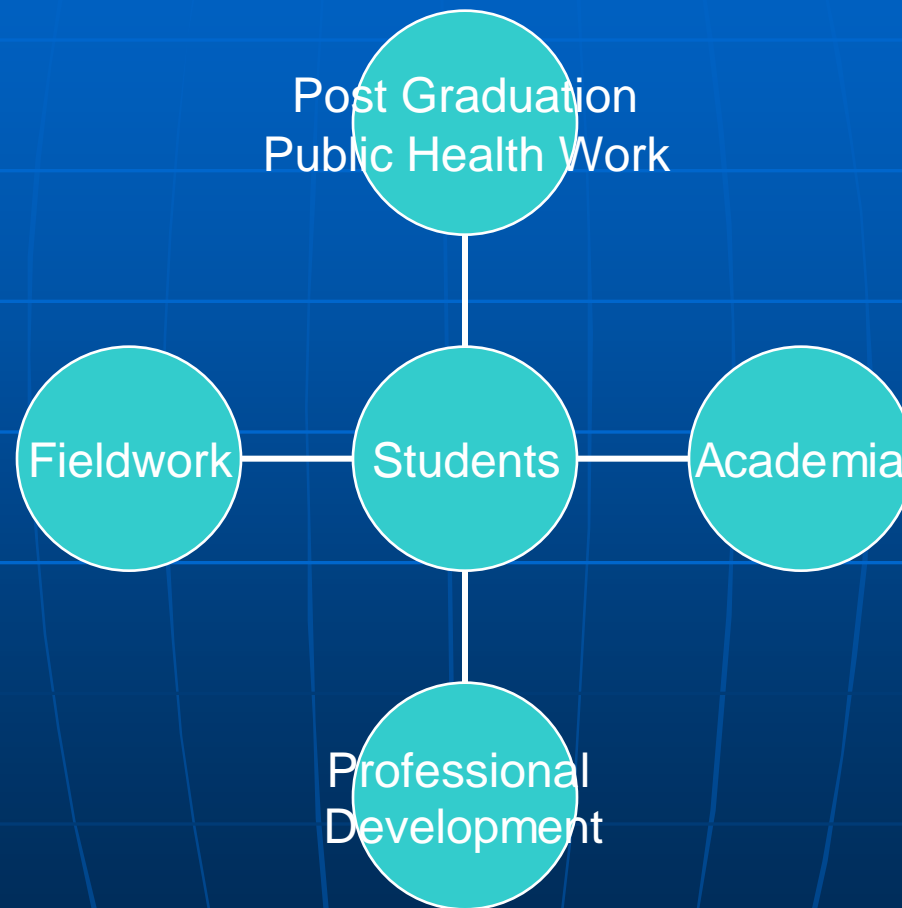 Post Graduation
Public Health Work
Fieldwork
Students
Academia
Professional
Development